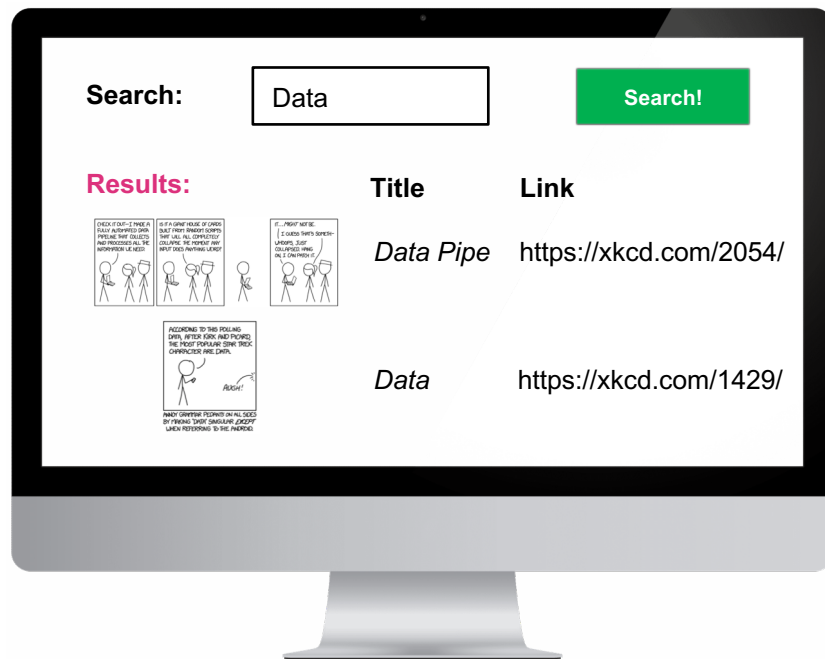 Search:
Data
Search!
Results:
Title
Link
CHECK IT OUT—I MADE A
FULLY AUTOMATED DATA
PIPELINE THAT COLLECTS
AND PROCESSES ALL THE
INFORMATION WE NEED.
IS IT A GIANT HOUSE OF CARDS
BUILT FROM RANDOM SCRIPTS
THAT WILL ALL COMPLETELY
COLLAPSE THE MOMENT ANY
INPUT DOES ANYTHING WEIRD?
IT... MIGHT NOT BE.
I GUESS THAT'S SOMETH—
WHOOPS, JUST
COLLAPSED. HANG
ON, I CAN PATCH IT.
Data Pipe
https://xkcd.com/2054/
ACCORDING TO THIS POLLING
DATA, AFTER KIRK AND PICARD,
THE MOST POPULAR STAR TREK
CHARACTER ARE DATA.
AUGH!
ANNOY GRAMMAR PEDANTS ON ALL SIDES
BY MAKING "DATA" SINGULAR EXCEPT
WHEN REFERRING TO THE ANDROID.
Data
https://xkcd.com/1429/